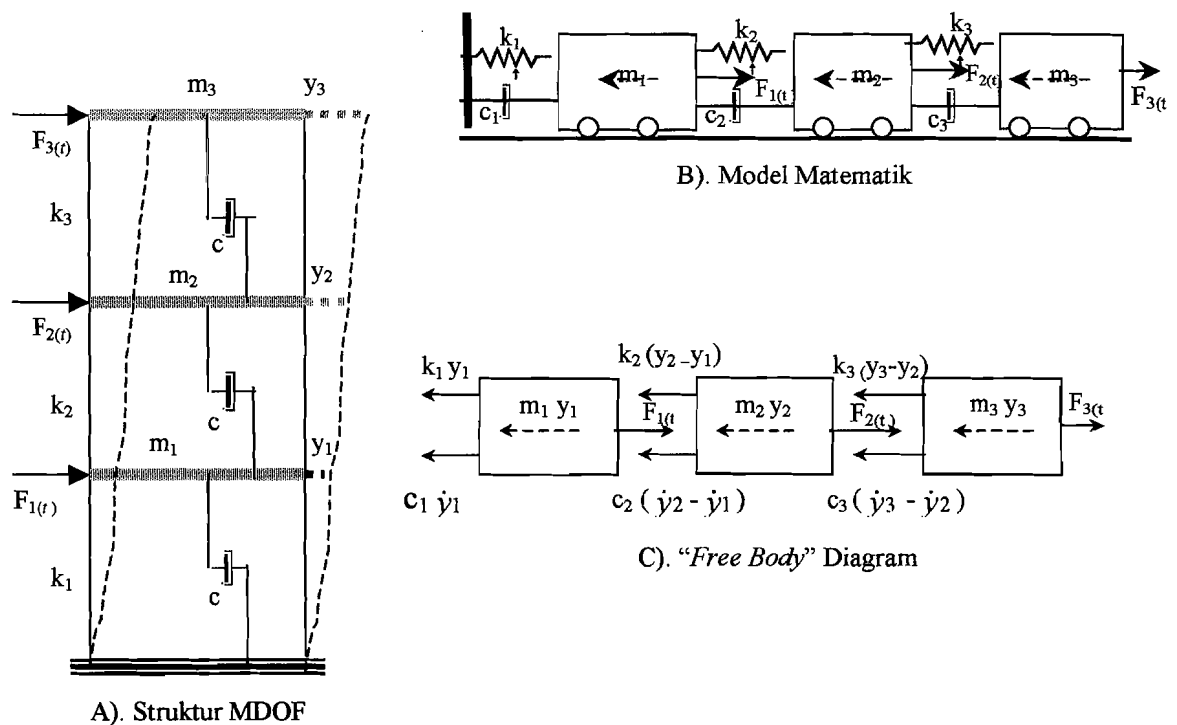 m₃ y₃
F₃₍ₜ₎
k₃
c
m₂ y₂
F₂₍ₜ₎
k₂
c
m₁ y₁
F₁₍ₜ₎
k₁
c
A). Struktur MDOF
k₁ k₂ k₃
m₁ m₂ m₃
F₁₍ₜ F₂₍ₜ₎ F₃₍ₜ
c₁ c₂ c₃
B). Model Matematik
k₁ y₁ k₂ (y₂₋y₁) k₃ (y₃-y₂)
m₁ y₁ F₁₍ₜ m₂ y₂ F₂₍ₜ₎ m₃ y₃ F₃₍ₜ
c₁ ẏ₁ c₂ ( ẏ₂ - ẏ₁) c₃ ( ẏ₃ - ẏ₂)
C). “Free Body” Diagram